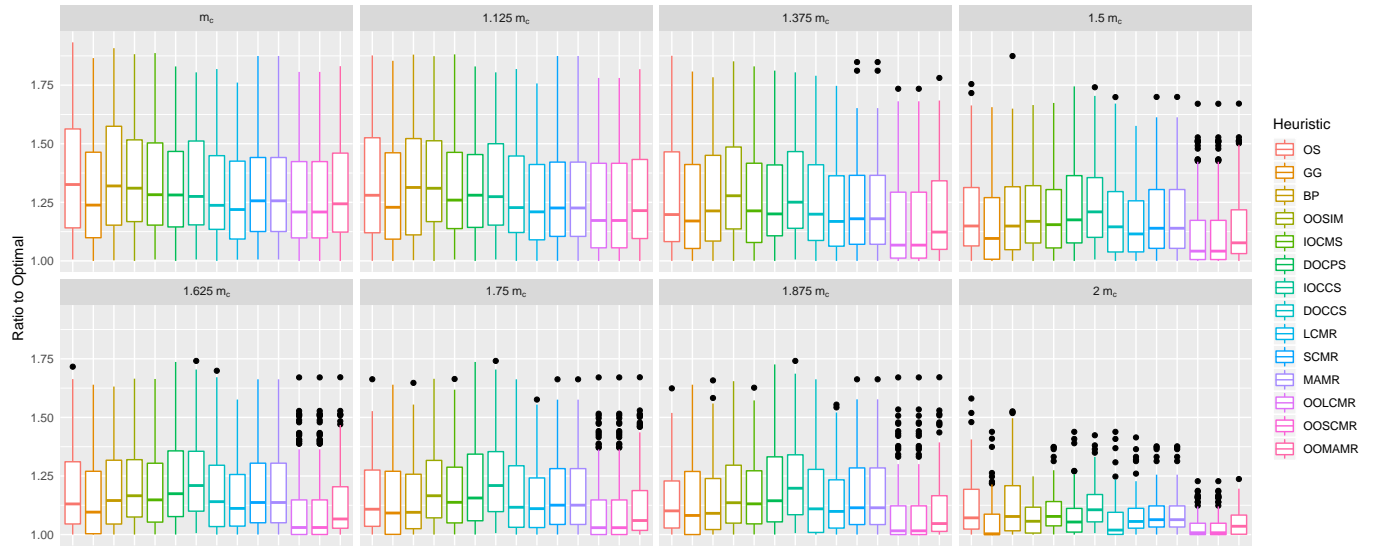 m_c
1.125 m_c
1.375 m_c
1.5 m_c
1.75
1.50
1.25
1.00
Ratio to Optimal
1.625 m_c
1.75 m_c
1.875 m_c
2 m_c
1.75
1.50
1.25
1.00
Heuristic
OS
GG
BP
OOSIM
IOCMS
DOCPS
IOCCS
DOCCS
LCMR
SCMR
MAMR
OOLCMR
OOSCMR
OOMAMR